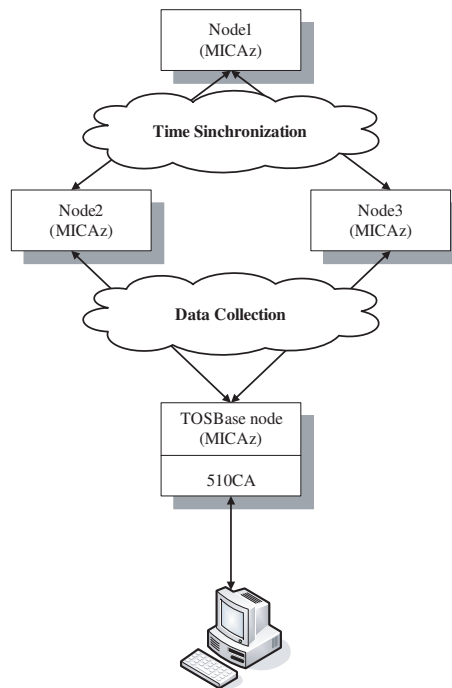 Node1
(MICAz)
Time Sinchronization
Node2
(MICAz)
Node3
(MICAz)
Data Collection
TOSBase node
(MICAz)
510CA